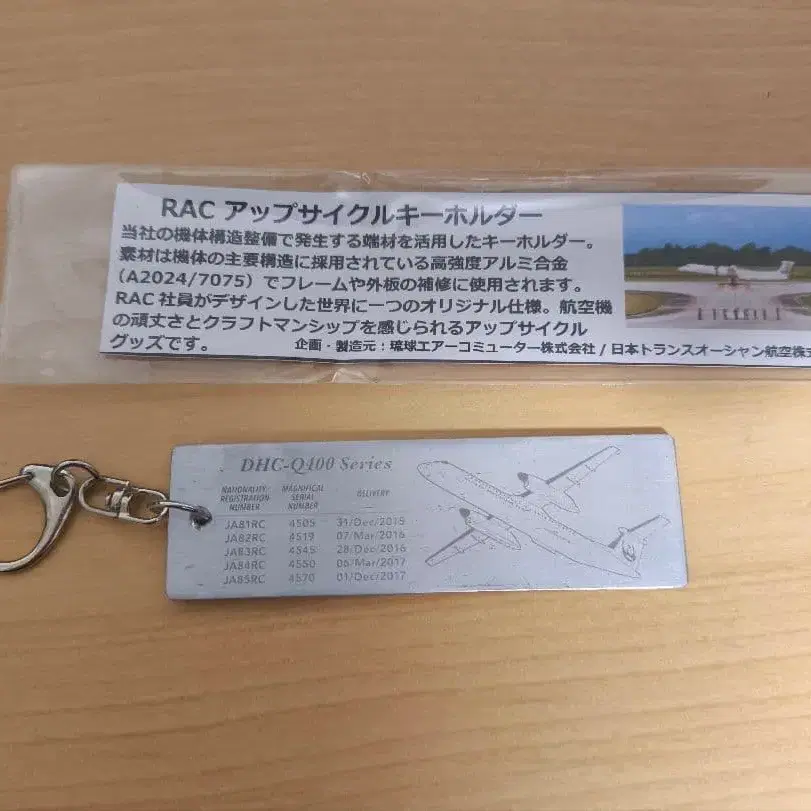 RAC アップサイクルキーホルダー
当社の機体構造整備で発生する端材を活用したキーホルダー。
素材は機体の主要構造に採用されている高強度アルミ合金
（A2024/7075）でフレームや外板の補修に使用されます。
RAC 社員がデザインした世界に一つのオリジナル仕様。航空機
の頑丈さとクラフトマンシップを感じられるアップサイクル
グッズです。
企画・製造元：琉球エアーコミューター株式会社 / 日本トランスオーシャン航空株式
DHC-Q400 Series
NATIONALITY/ REGISTRATION NUMBER MAGNIFICAL SERIAL NUMBER DELIVERY
JA81RC 4505 31/Dec/2015
JA82RC 4519 07/Mar/2016
JA83RC 4545 28/Dec/2016
JA84RC 4560 06/Mar/2017
JA85RC 4570 01/Dec/2017